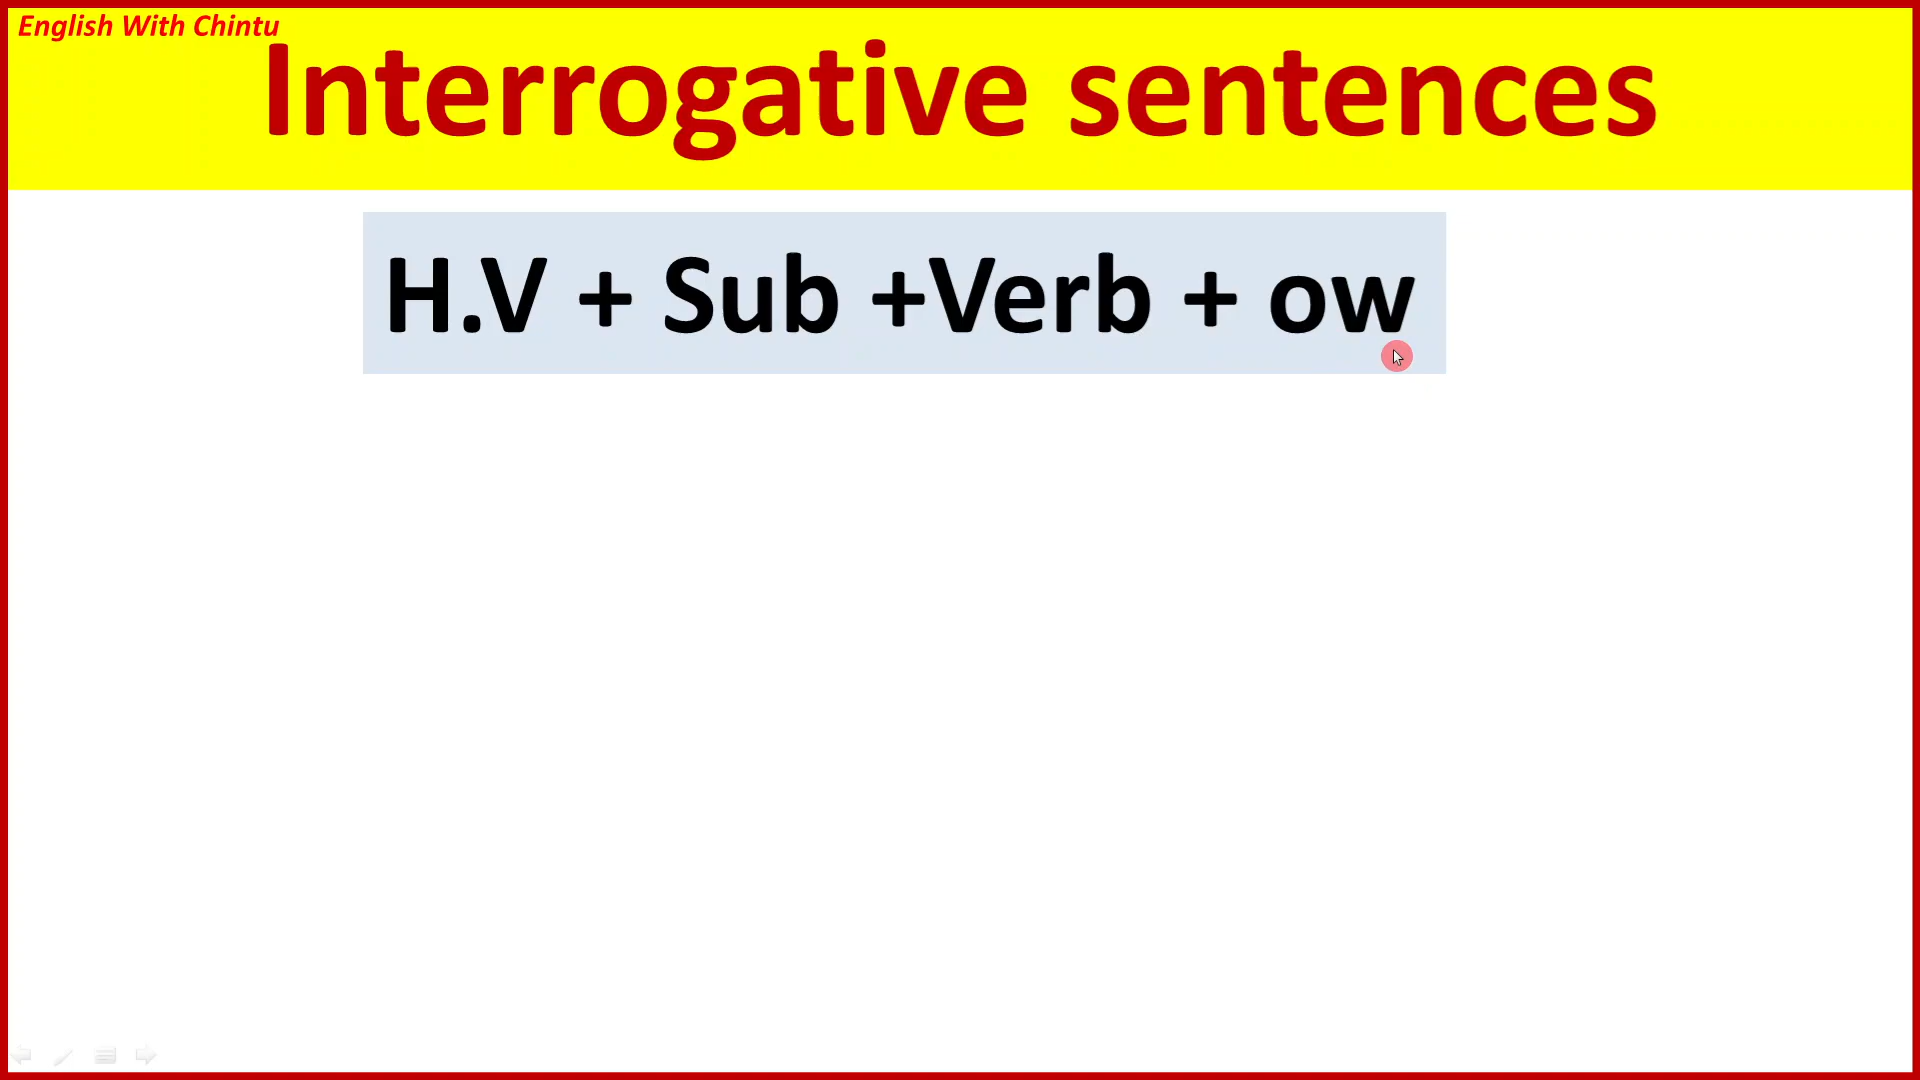 English With Chintu
Interrogative sentences
H.V + Sub +Verb + ow